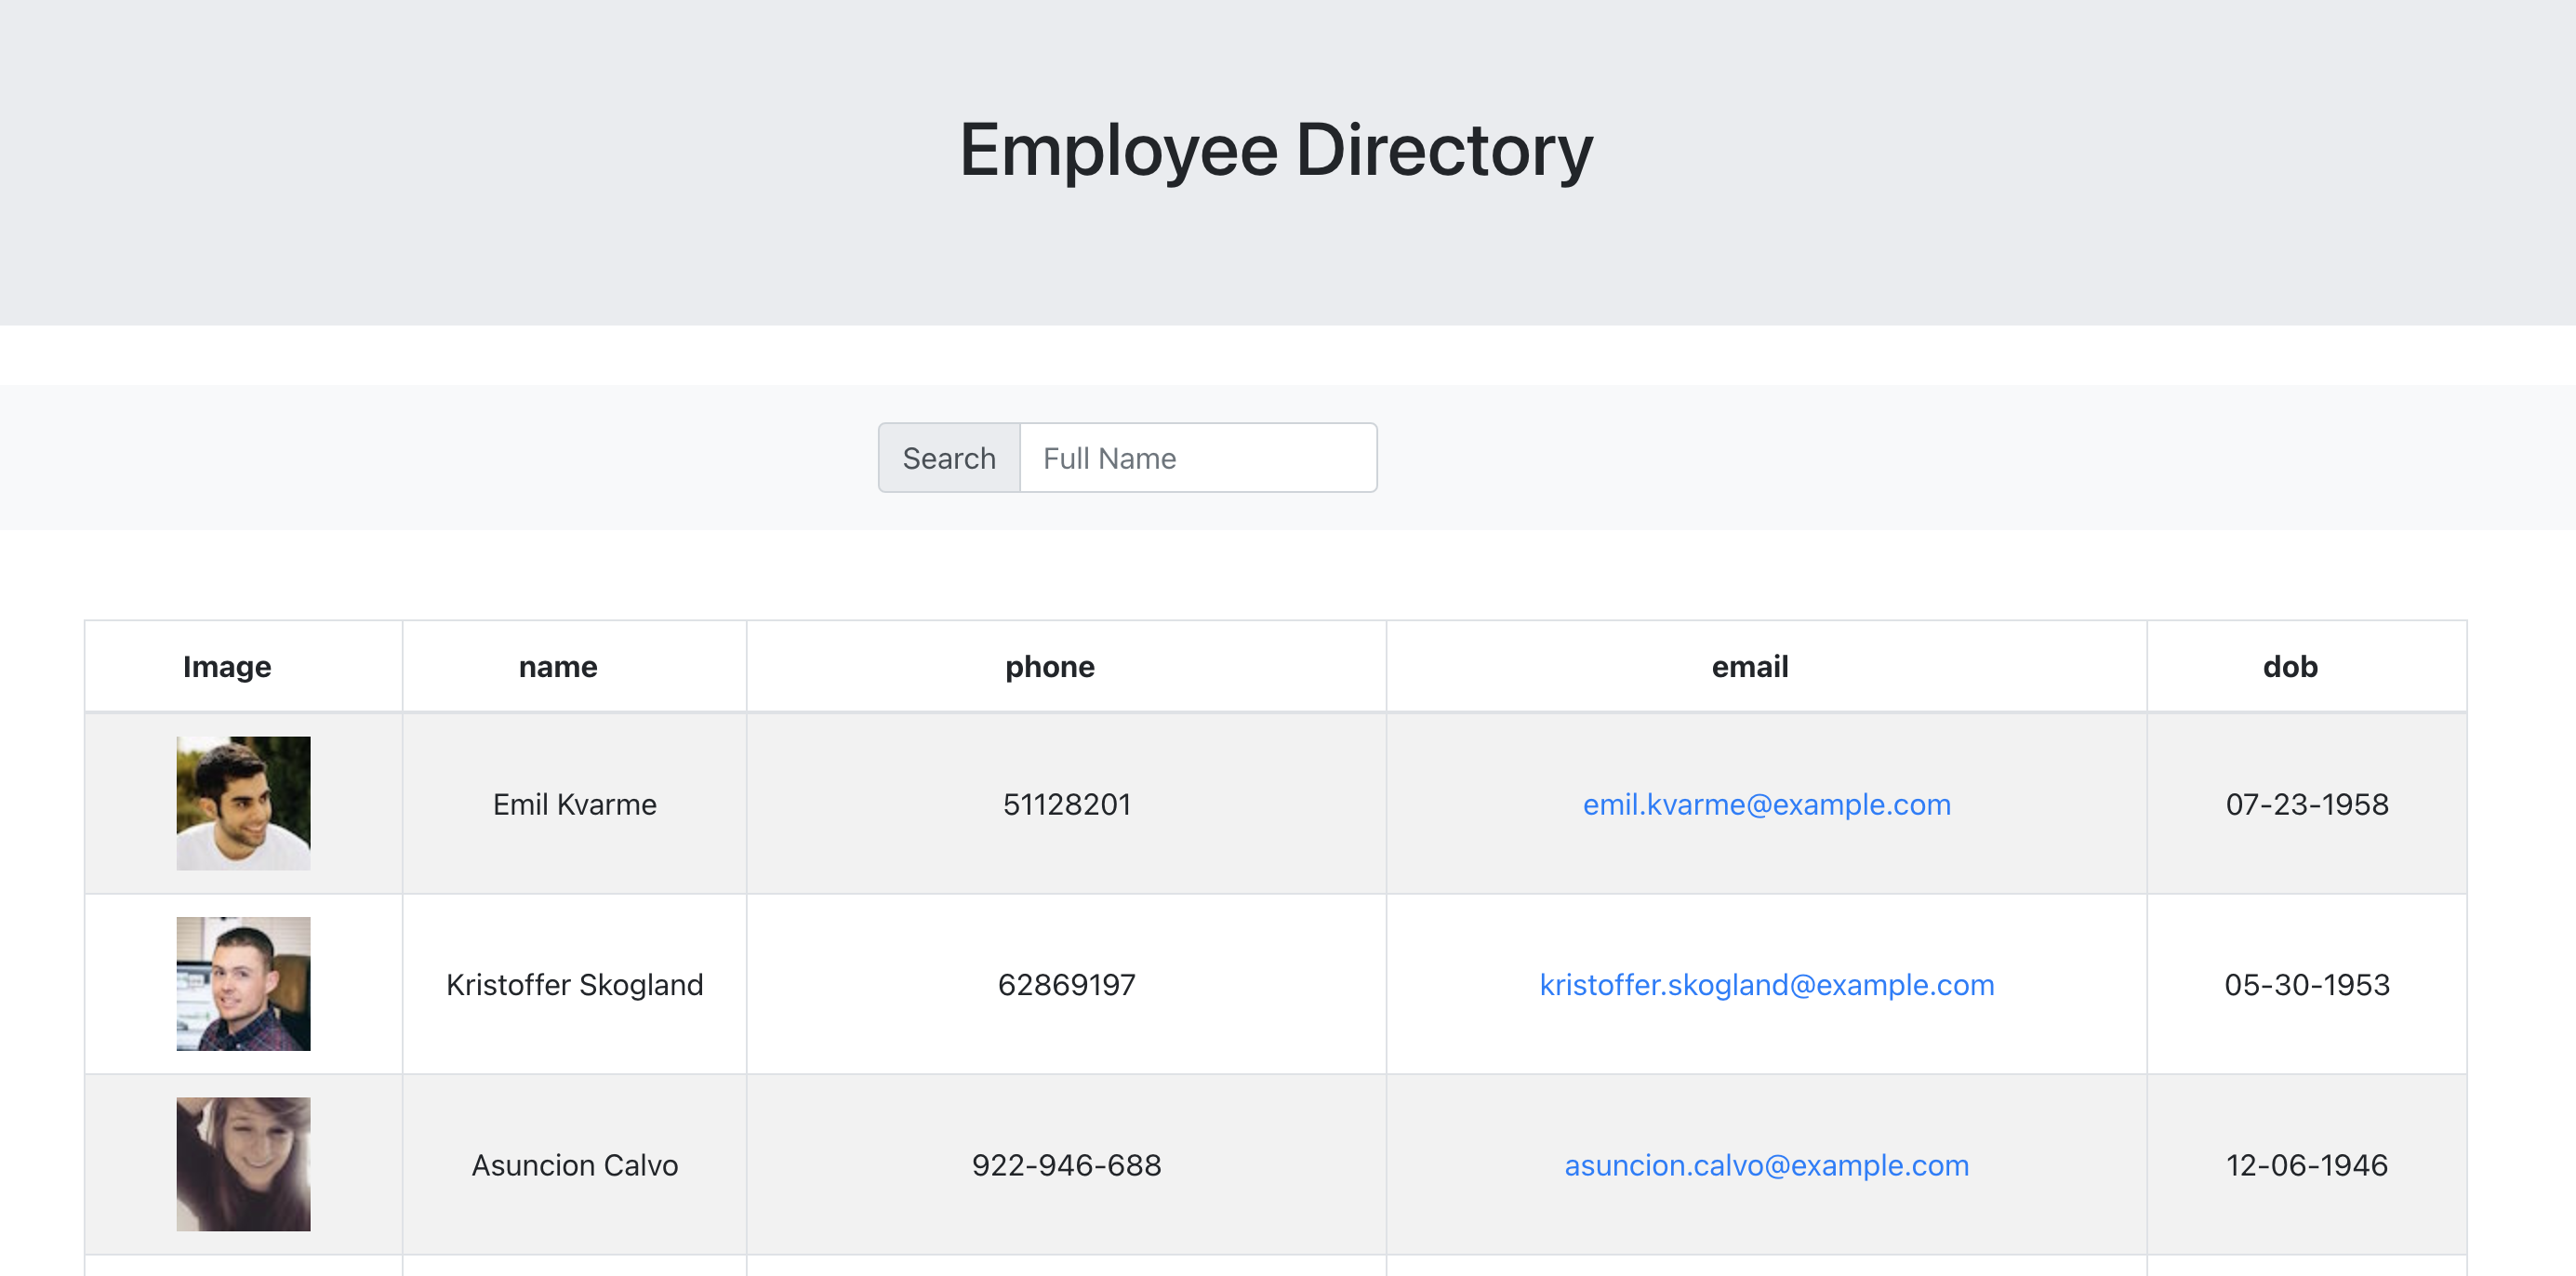 Employee Directory
Search Full Name
Image name phone email dob
Emil Kvarme 51128201 emil.kvarme@example.com 07-23-1958
Kristoffer Skogland 62869197 kristoffer.skogland@example.com 05-30-1953
Asuncion Calvo 922-946-688 asuncion.calvo@example.com 12-06-1946